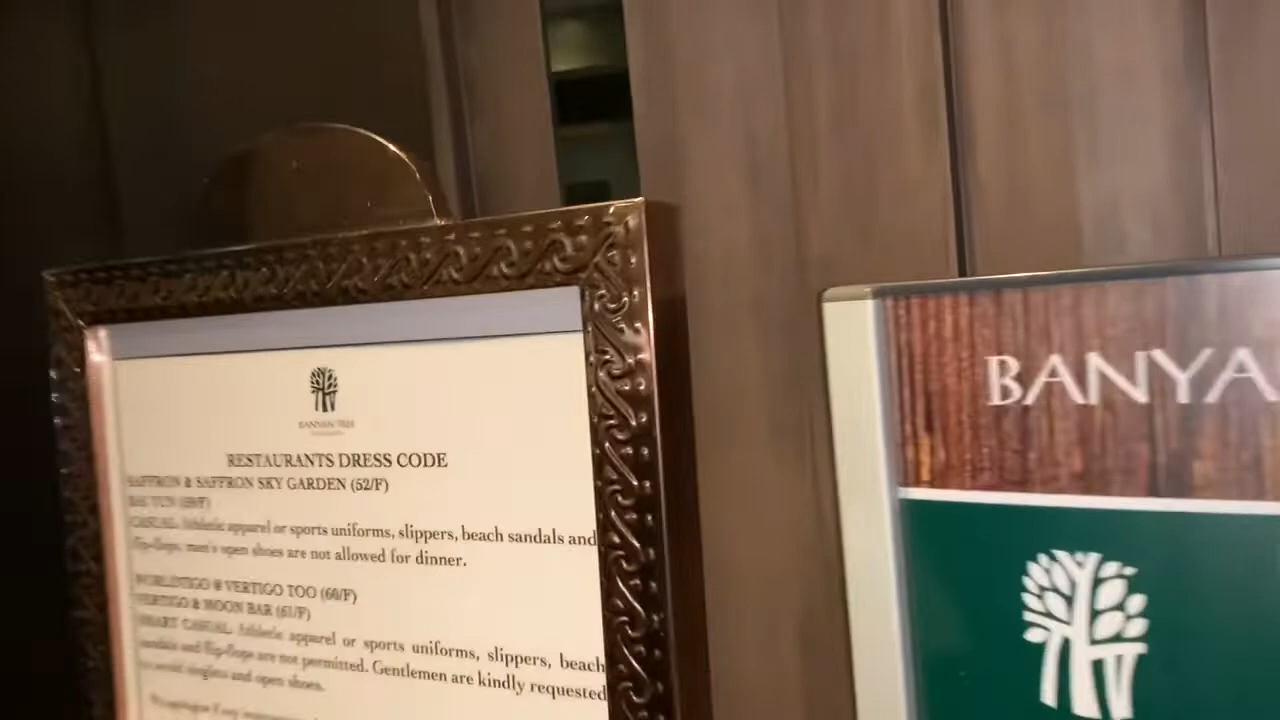 BANYAN TREE
RESTAURANTS DRESS CODE
SAFFRON & SAFFRON SKY GARDEN (52/F)
BAI YUN (59/F)
CASUAL: Athletic apparel or sports uniforms, slippers, beach sandals and
flip-flops, men's open shoes are not allowed for dinner.
VERTIGO TOO (60/F)
VERTIGO & MOON BAR (61/F)
SMART CASUAL: Athletic apparel or sports uniforms, slippers, beach
sandals and flip-flops are not permitted. Gentlemen are kindly requested
to avoid singlets and open shoes.
BANYA